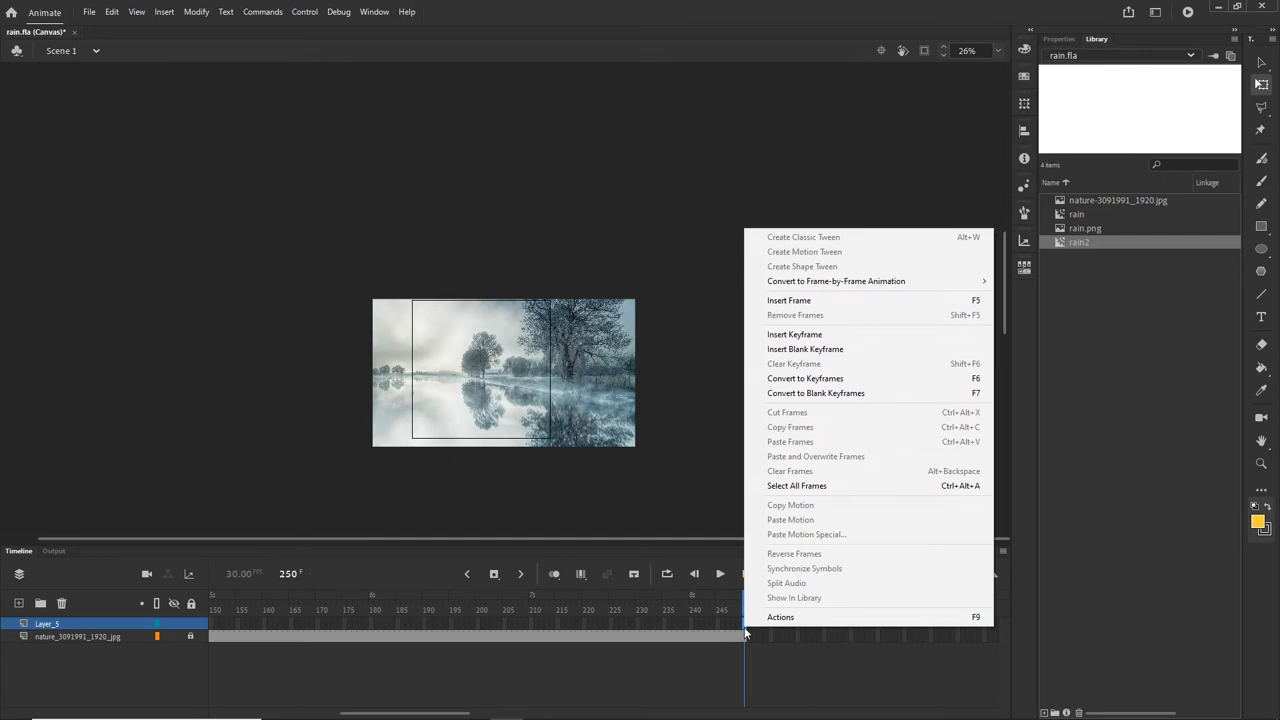 Animate File Edit View Insert Modify Text Commands Control Debug Window Help
rain.fla (Canvas)*
Scene 1 26%
Properties Library
rain.fla
4 items
Name Linkage
nature-3091991_1920.jpg
rain
rain.png
rain2
Create Classic Tween Alt+W
Create Motion Tween
Create Shape Tween
Convert to Frame-by-Frame Animation
Insert Frame F5
Remove Frames Shift+F5
Insert Keyframe
Insert Blank Keyframe
Clear Keyframe Shift+F6
Convert to Keyframes F6
Convert to Blank Keyframes F7
Cut Frames Ctrl+Alt+X
Copy Frames Ctrl+Alt+C
Paste Frames Ctrl+Alt+V
Paste and Overwrite Frames
Clear Frames Alt+Backspace
Select All Frames Ctrl+Alt+A
Copy Motion
Paste Motion
Paste Motion Special...
Reverse Frames
Synchronize Symbols
Split Audio
Show In Library
Actions F9
Timeline Output
30.00 FPS 250 F
5s 6s 7s 8s
150 155 160 165 170 175 180 185 190 195 200 205 210 215 220 225 230 235 240 245
Layer_5
nature_3091991_1920_jpg